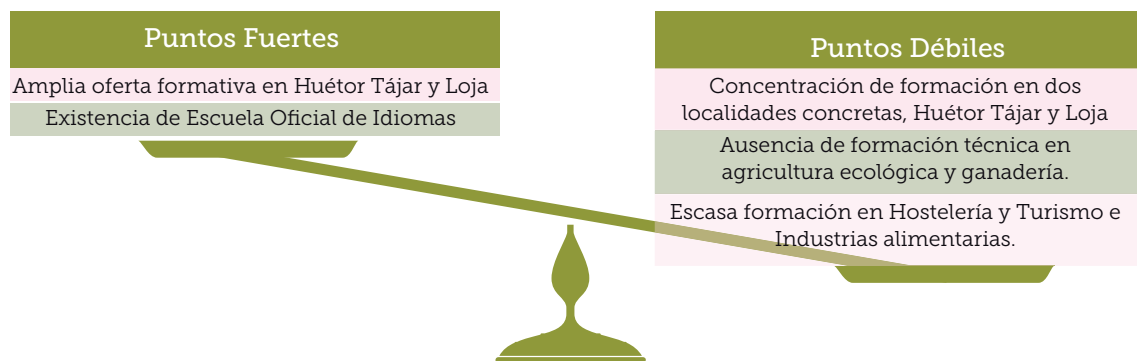 Puntos Fuertes
Amplia oferta formativa en Huétor Tájar y Loja
Existencia de Escuela Oficial de Idiomas
Puntos Débiles
Concentración de formación en dos
localidades concretas, Huétor Tájar y Loja
Ausencia de formación técnica en
agricultura ecológica y ganadería.
Escasa formación en Hostelería y Turismo e
Industrias alimentarias.